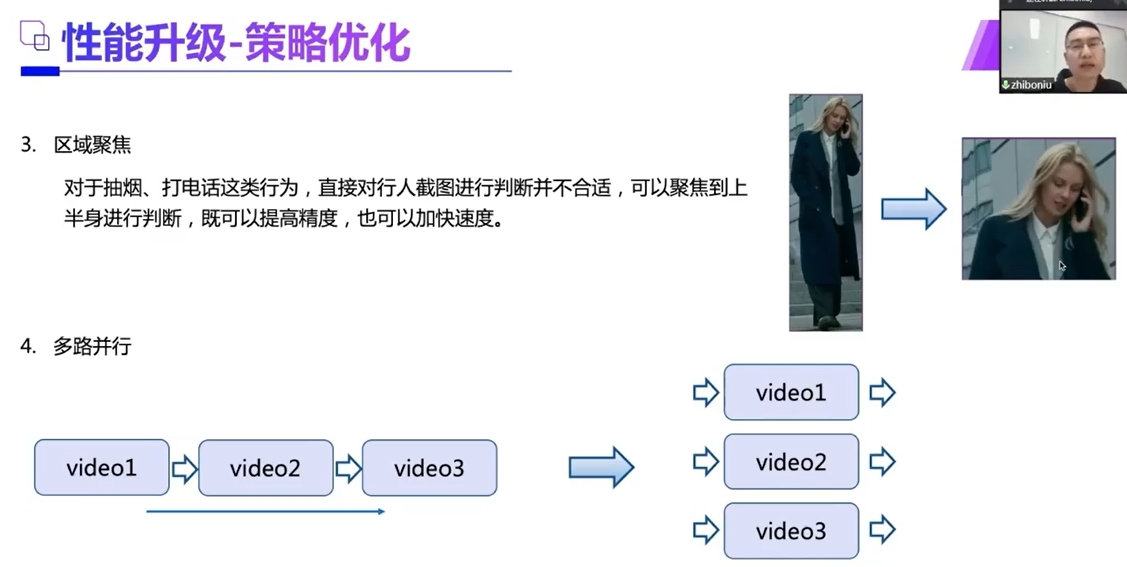 性能升级-策略优化
zhiboniu
3. 区域聚焦
对于抽烟、打电话这类行为，直接对行人截图进行判断并不合适，可以聚焦到上
半身进行判断，既可以提高精度，也可以加快速度。
4. 多路并行
video1
video2
video3
video1
video2
video3